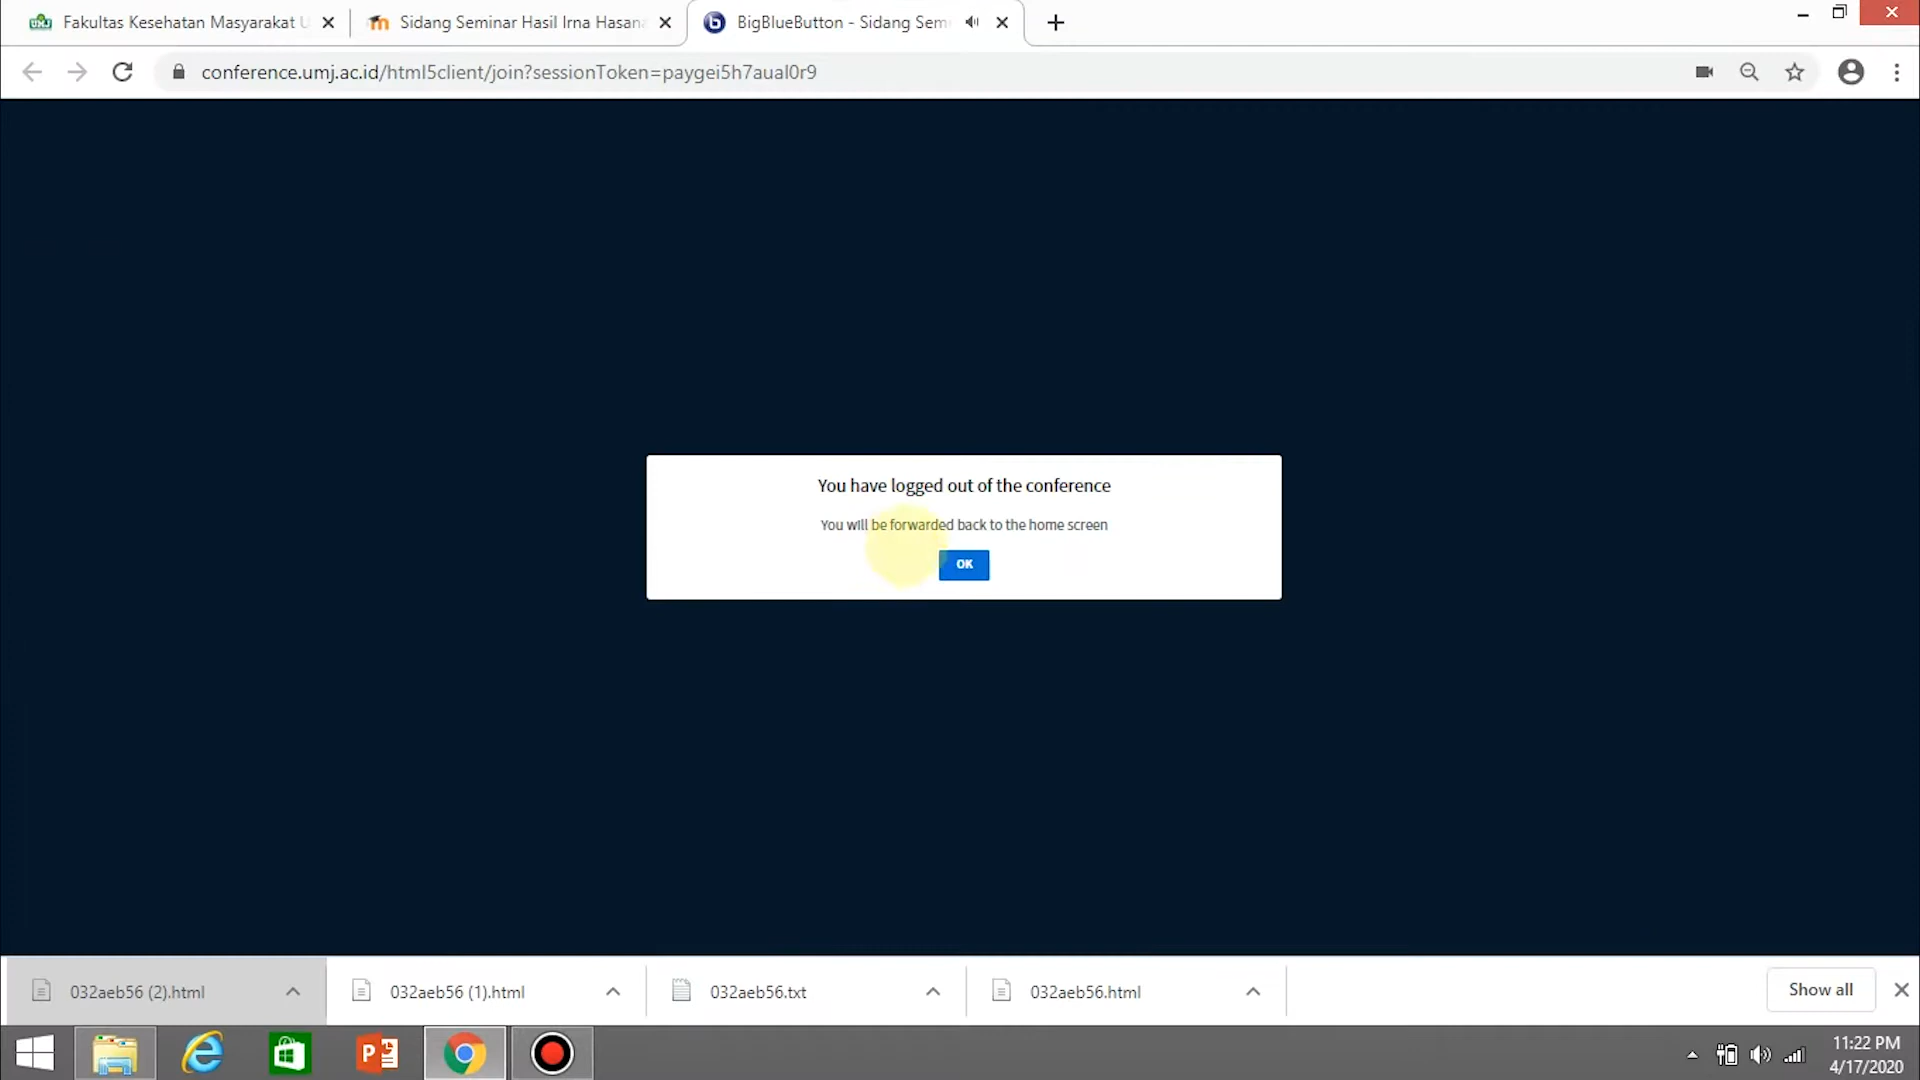 Fakultas Kesehatan Masyarakat U
Sidang Seminar Hasil Irna Hasana
BigBlueButton - Sidang Sem
conference.umj.ac.id/html5client/join?sessionToken=paygei5h7aual0r9
You have logged out of the conference
You will be forwarded back to the home screen
OK
032aeb56 (2).html
032aeb56 (1).html
032aeb56.txt
032aeb56.html
Show all
11:22 PM
4/17/2020